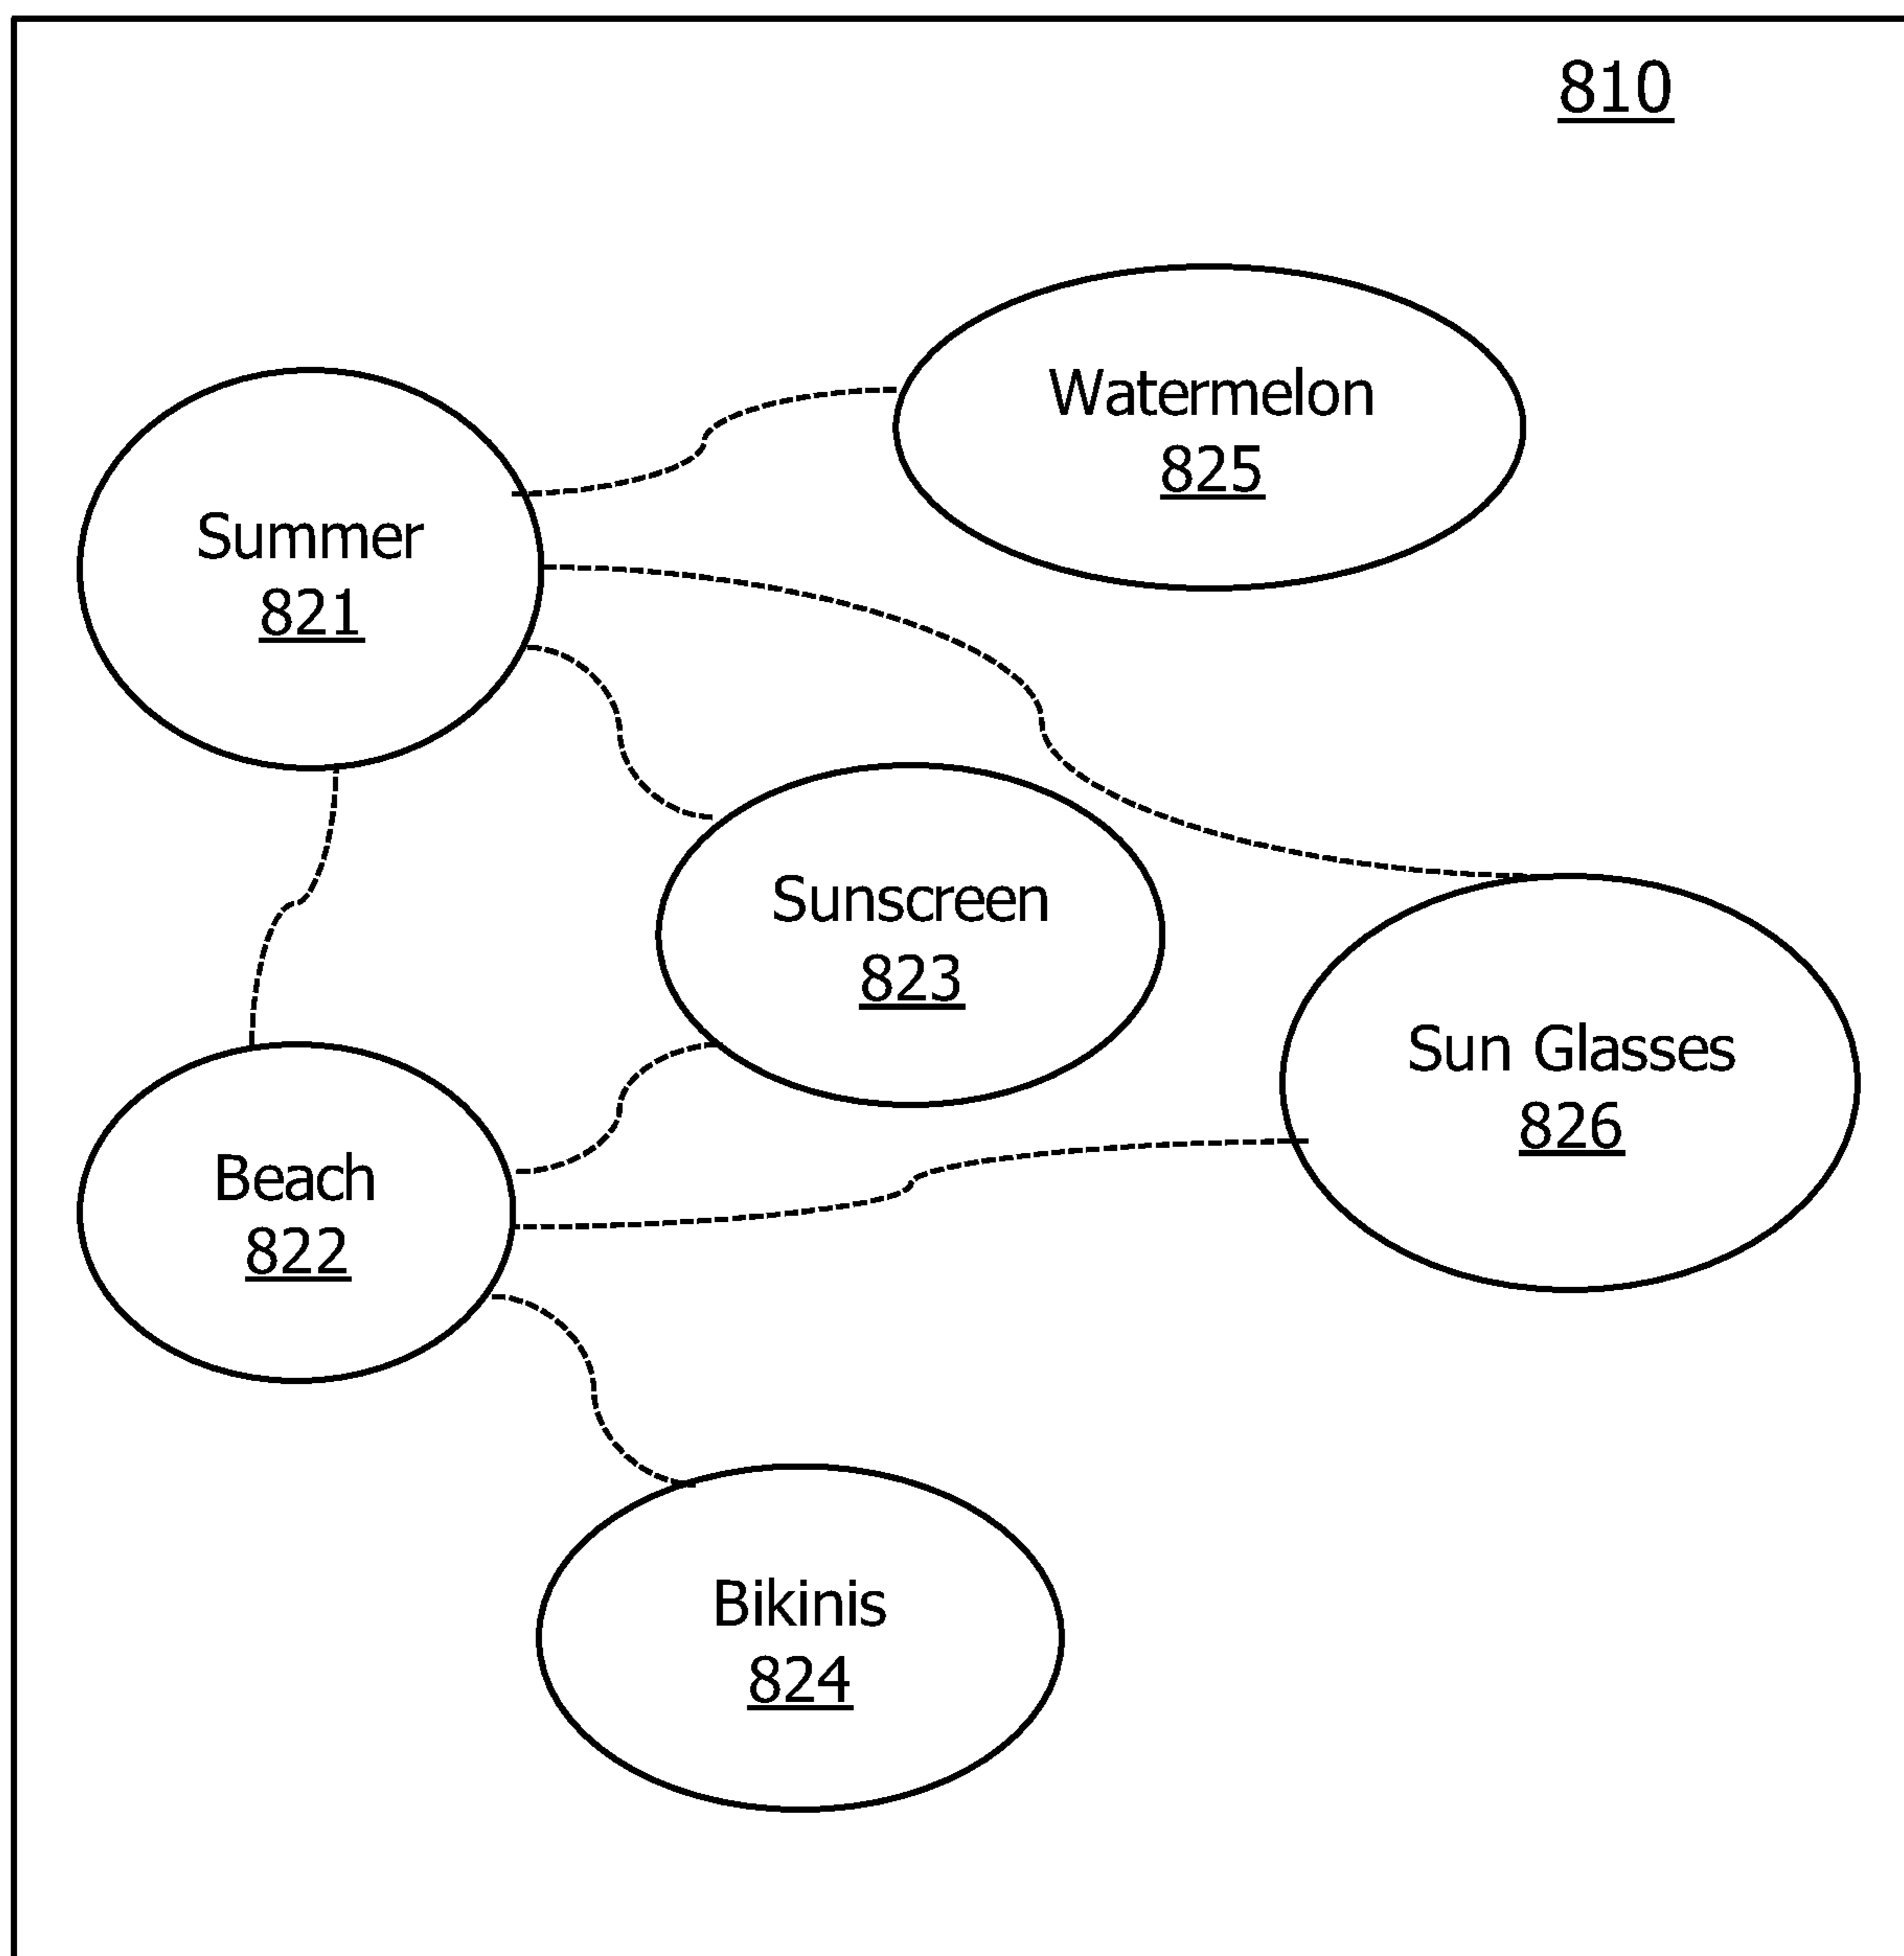 810
Watermelon
825
Summer
821
Sunscreen
823
Sun Glasses
826
Beach
822
Bikinis
824